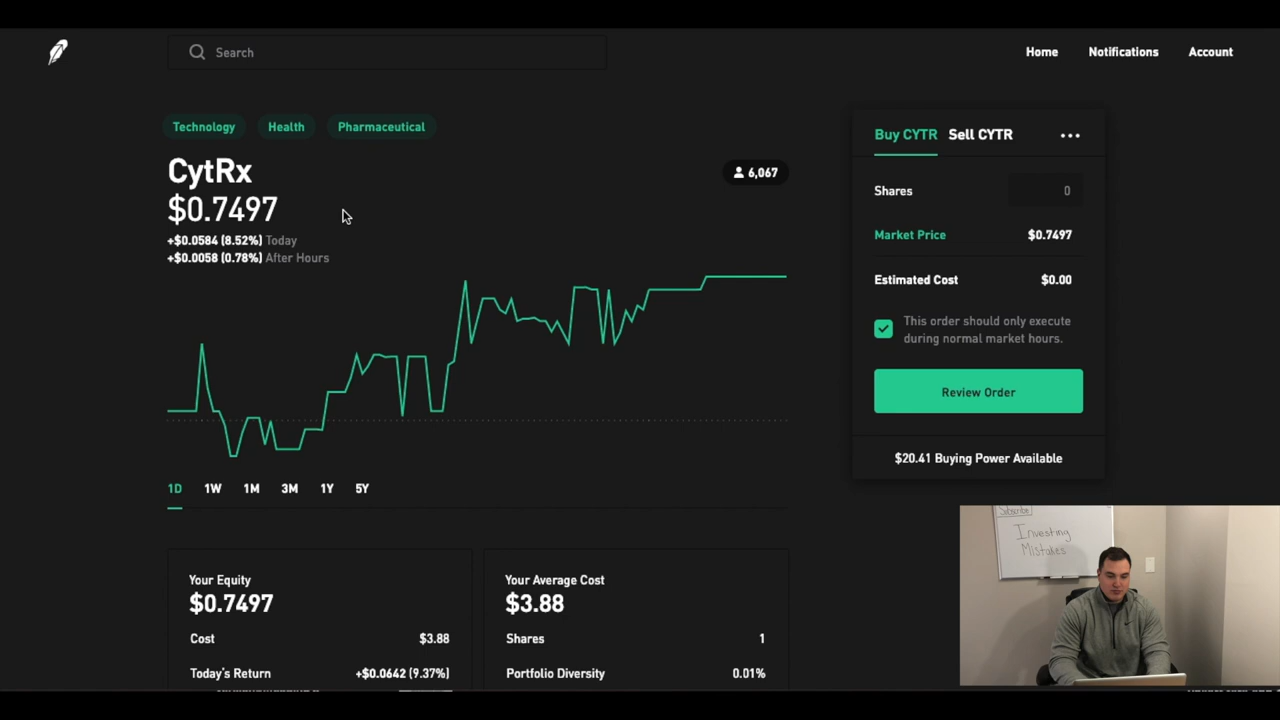 Search
Home
Notifications
Account
Technology
Health
Pharmaceutical
CytRx
6,067
$0.7497
+$0.0584 (8.52%) Today
+$0.0058 (0.78%) After Hours
1D
1W
1M
3M
1Y
5Y
Buy CYTR
Sell CYTR
Shares
0
Market Price
$0.7497
Estimated Cost
$0.00
This order should only execute
during normal market hours.
Review Order
$20.41 Buying Power Available
Your Equity
$0.7497
Cost
$3.88
Today's Return
+$0.0642 (9.37%)
Your Average Cost
$3.88
Shares
1
Portfolio Diversity
0.01%
Subscribe
Investing
Mistakes